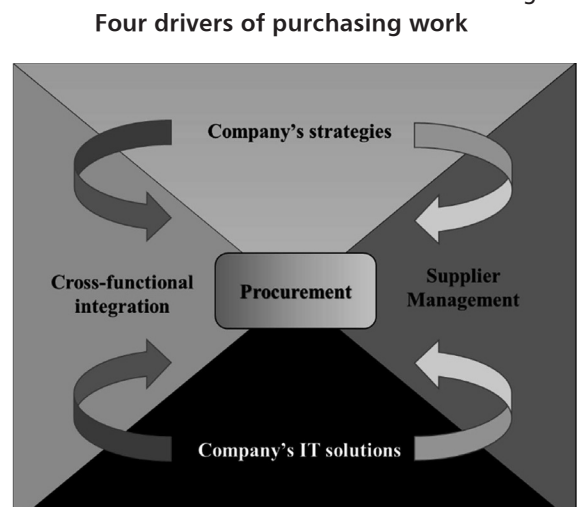 Four drivers of purchasing work
Company's strategies
Cross-functional
integration
Procurement
Supplier
Management
Company's IT solutions